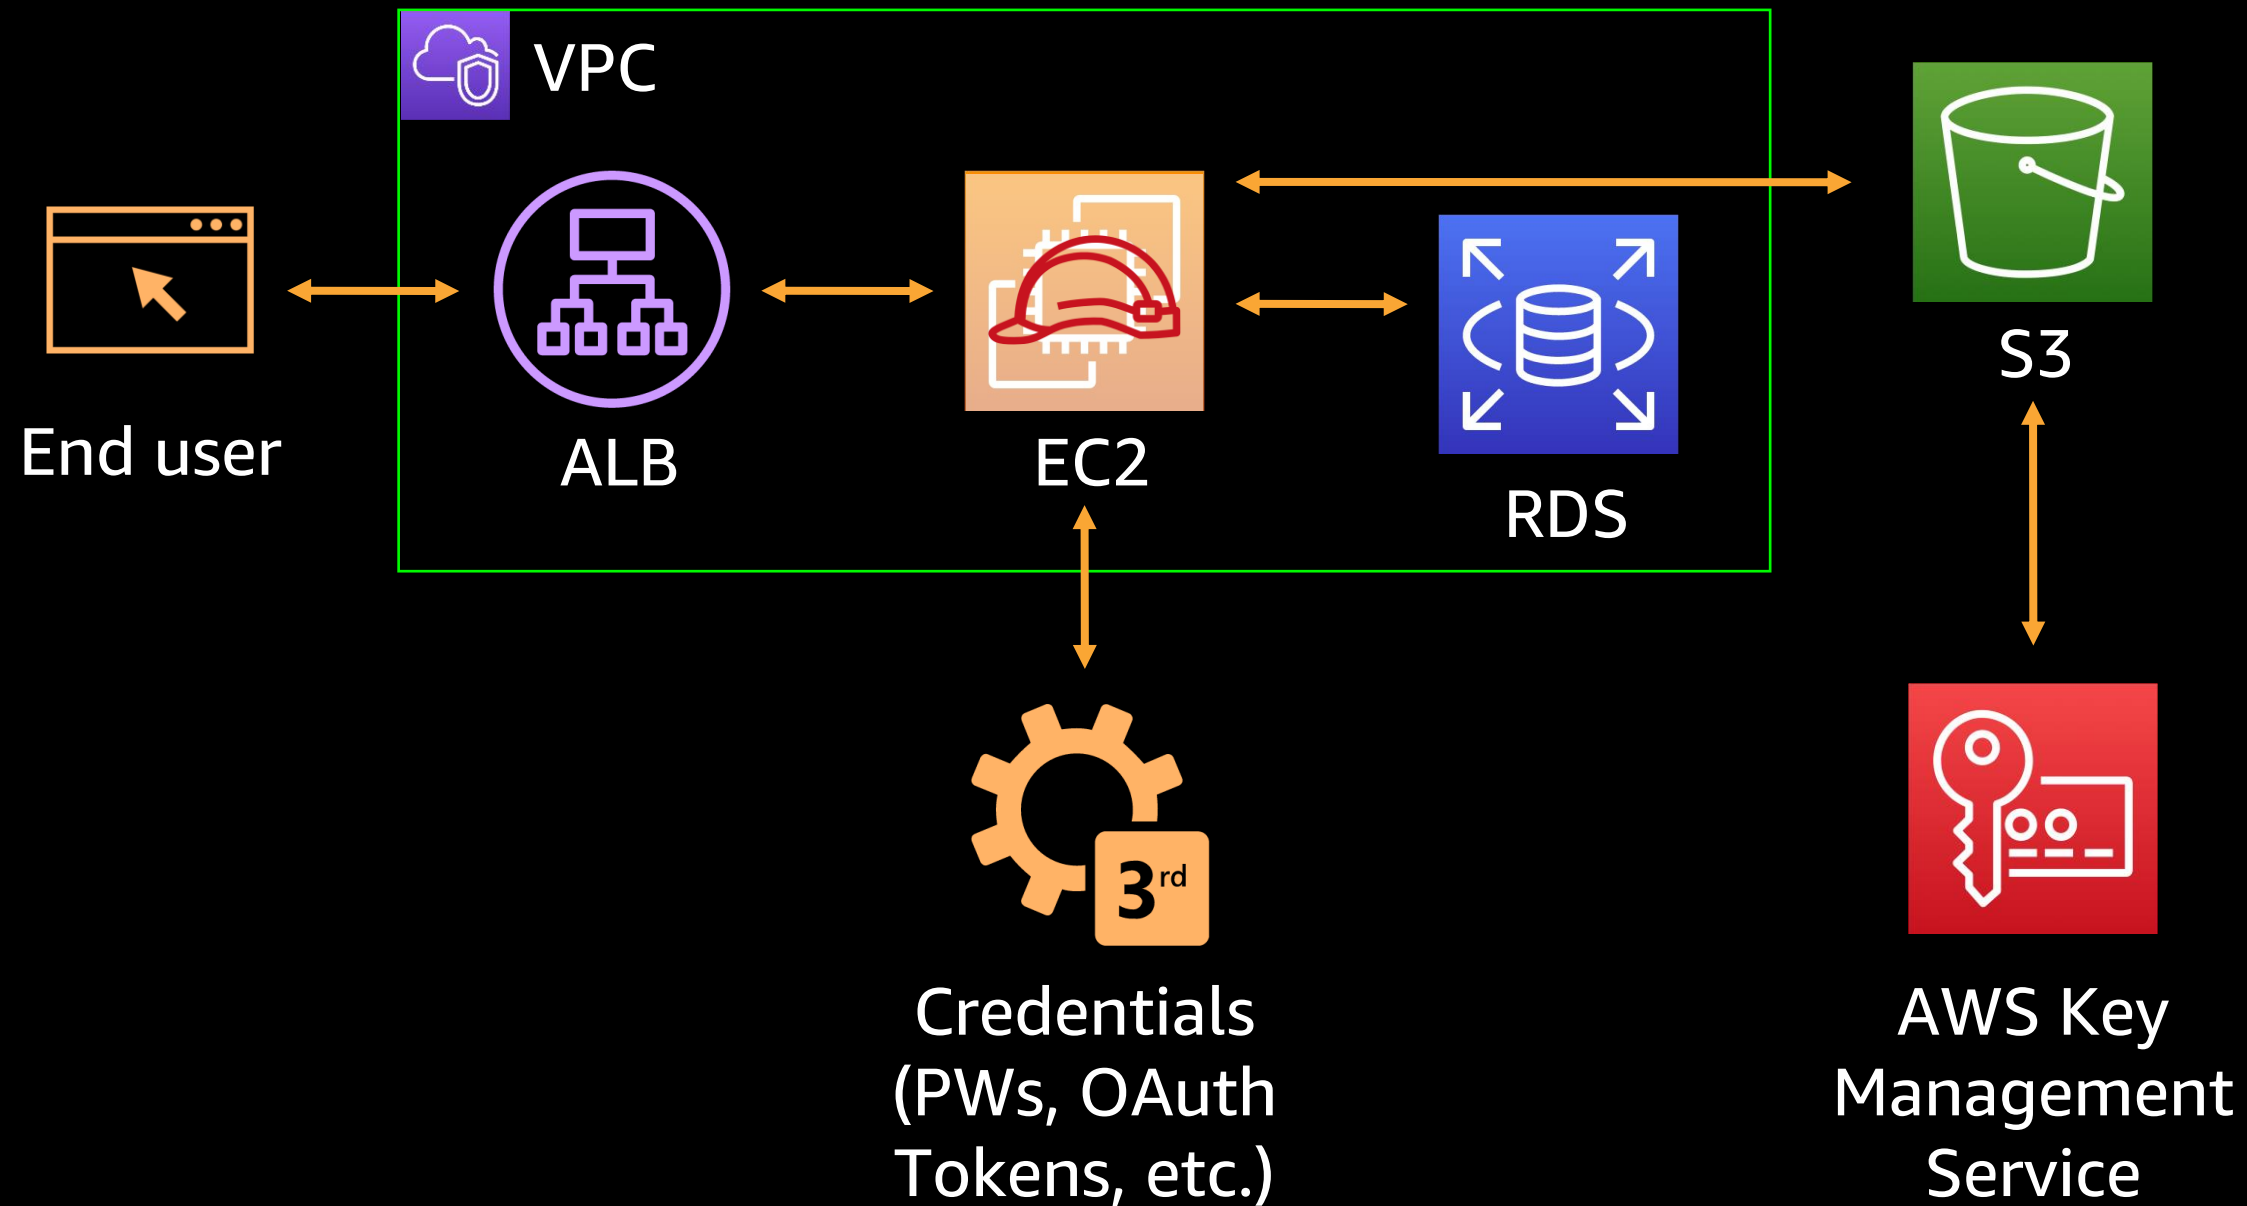 VPC
End user
ALB
EC2
RDS
S3
3rd
Credentials
(PWs, OAuth
Tokens, etc.)
AWS Key
Management
Service